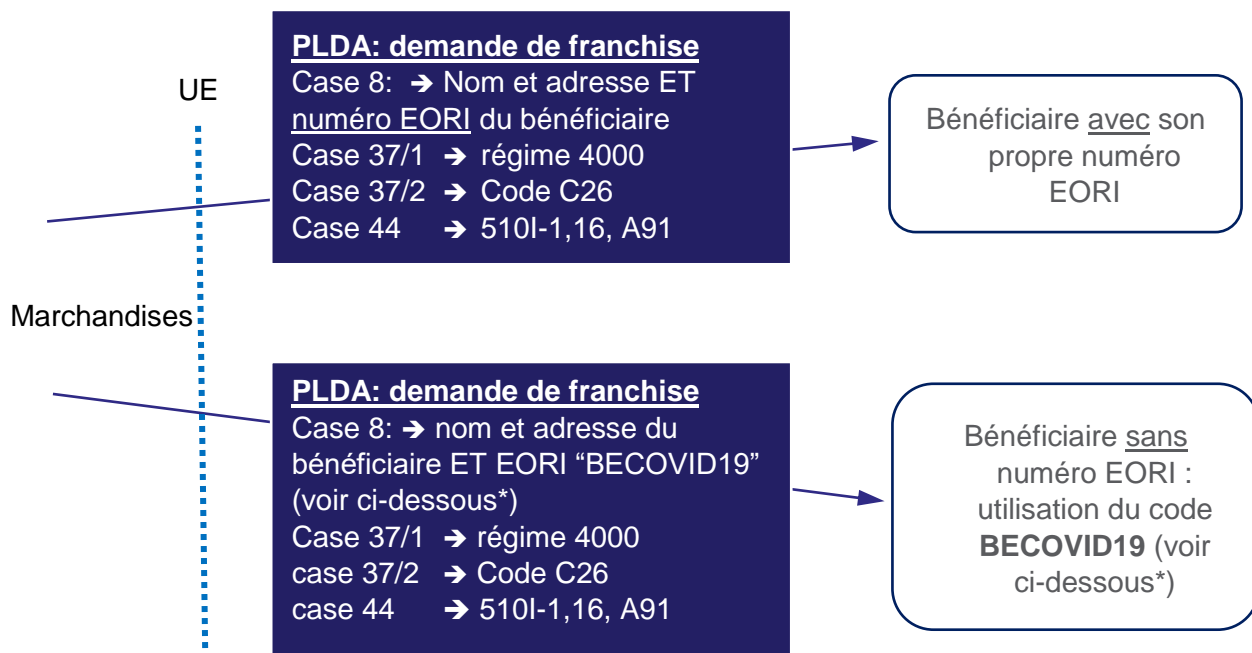 UE
Marchandises
PLDA: demande de franchise
Case 8: ➔ Nom et adresse ET
numéro EORI du bénéficiaire
Case 37/1 ➔ régime 4000
Case 37/2 ➔ Code C26
Case 44 ➔ 510I-1,16, A91
Bénéficiaire avec son
propre numéro
EORI
PLDA: demande de franchise
Case 8: ➔ nom et adresse du
bénéficiaire ET EORI “BECOVID19”
(voir ci-dessous*)
Case 37/1 ➔ régime 4000
case 37/2 ➔ Code C26
case 44 ➔ 510I-1,16, A91
Bénéficiaire sans
numéro EORI :
utilisation du code
BECOVID19 (voir
ci-dessous*)